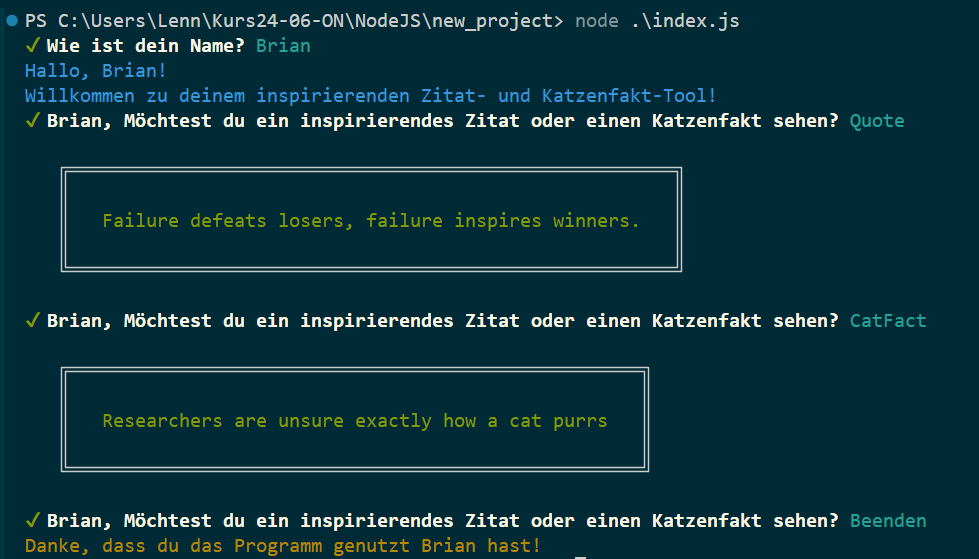 PS C:\Users\Lenn\Kurs24-06-ON\NodeJS\new_project> node .\index.js
✓ Wie ist dein Name? Brian
Hallo, Brian!
Willkommen zu deinem inspirierenden Zitat- und Katzenfakt-Tool!
✓ Brian, Möchtest du ein inspirierendes Zitat oder einen Katzenfakt sehen? Quote
Failure defeats losers, failure inspires winners.
✓ Brian, Möchtest du ein inspirierendes Zitat oder einen Katzenfakt sehen? CatFact
Researchers are unsure exactly how a cat purrs
✓ Brian, Möchtest du ein inspirierendes Zitat oder einen Katzenfakt sehen? Beenden
Danke, dass du das Programm genutzt Brian hast!